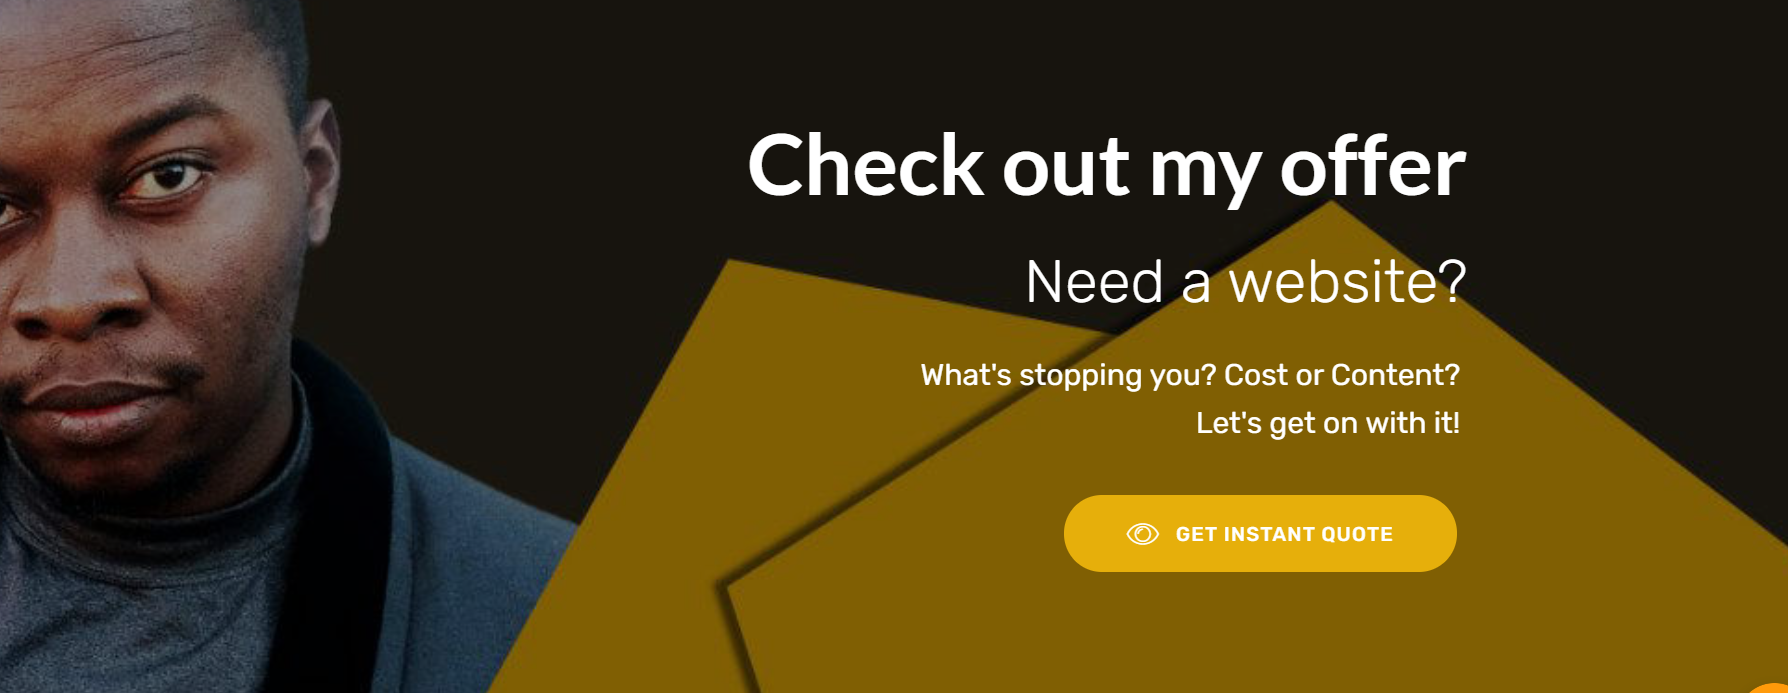 Check out my offer
Need a website?
What's stopping you? Cost or Content?
Let's get on with it!
GET INSTANT QUOTE